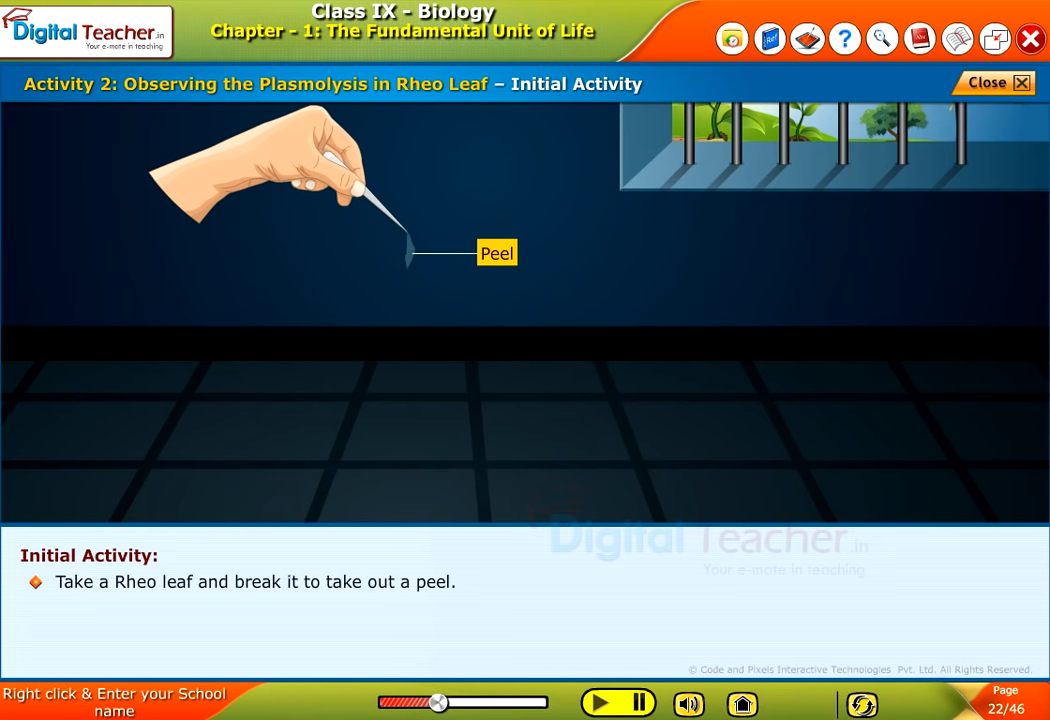 Digital Teacher.in
Your e-mate in teaching
Class IX - Biology
Chapter - 1: The Fundamental Unit of Life
Activity 2: Observing the Plasmolysis in Rheo Leaf – Initial Activity
Close
Peel
Initial Activity:
Take a Rheo leaf and break it to take out a peel.
Digital Teacher.in
Your e-mate in teaching
© Code and Pixels Interactive Technologies Pvt. Ltd. All Rights Reserved.
Right click & Enter your School
name
Page
22/46